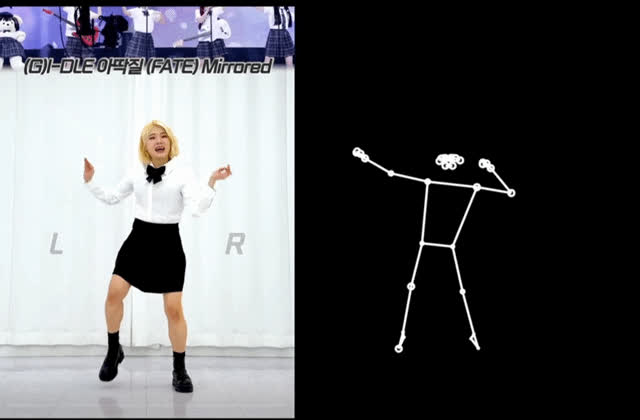 (G)I-DLE 아딱질 (FATE) Mirrored
L R